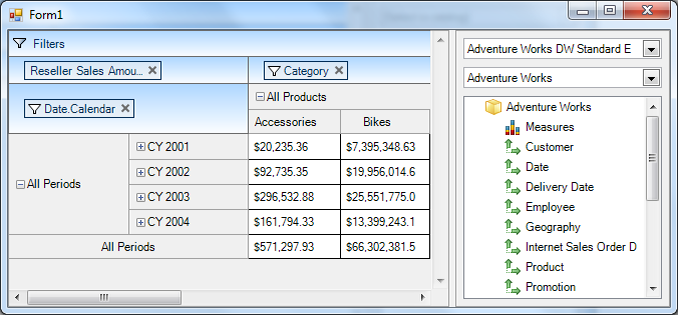 Form1
Filters
Reseller Sales Amou...
Category
Date.Calendar
All Products
Accessories Bikes
All Periods
CY 2001 $20,235.36 $7,395,348.63
CY 2002 $92,735.35 $19,956,014.6
CY 2003 $296,532.88 $25,551,775.0
CY 2004 $161,794.33 $13,399,243.1
All Periods $571,297.93 $66,302,381.5
Adventure Works DW Standard E
Adventure Works
Adventure Works
Measures
Customer
Date
Delivery Date
Employee
Geography
Internet Sales Order D
Product
Promotion